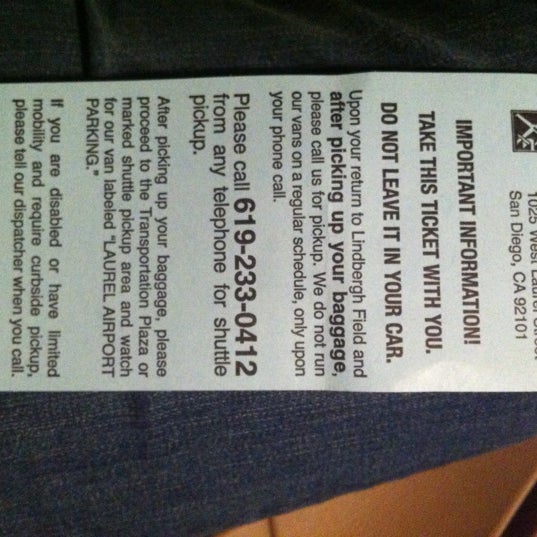 1025 West Laurel Street
San Diego, CA 92101
IMPORTANT INFORMATION!
TAKE THIS TICKET WITH YOU.
DO NOT LEAVE IT IN YOUR CAR.
Upon your return to Lindbergh Field and
after picking up your baggage,
please call us for pickup. We do not run
our vans on a regular schedule, only upon
your phone call.
Please call 619-233-0412
from any telephone for shuttle
pickup.
After picking up your baggage, please
proceed to the Transportation Plaza or
marked shuttle pickup area and watch
for our van labeled "LAUREL AIRPORT
PARKING."
If you are disabled or have limited
mobility and require curbside pickup,
please tell our dispatcher when you call.